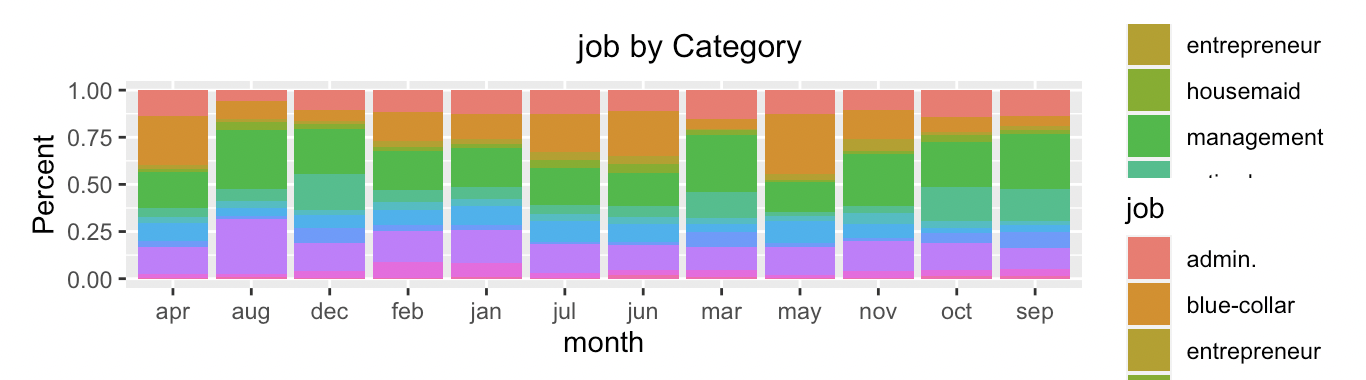 job by Category
Percent
1.00
0.75
0.50
0.25
0.00
apr aug dec feb jan jul jun mar may nov oct sep
month
entrepreneur
housemaid
management
job
admin.
blue-collar
entrepreneur